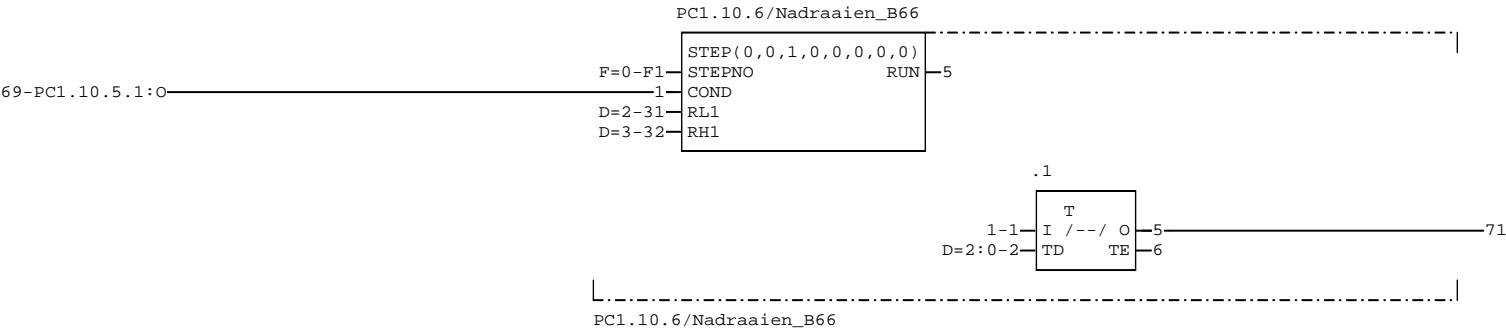 PC1.10.6/Nadraaien_B66
STEP(0,0,1,0,0,0,0,0)
F=0-F1 STEPNO RUN 5
69-PC1.10.5.1:O 1 COND
D=2-31 RL1
D=3-32 RH1
.1
T
1-1 I /--/ O 5 71
D=2:0-2 TD TE 6
PC1.10.6/Nadraaien_B66